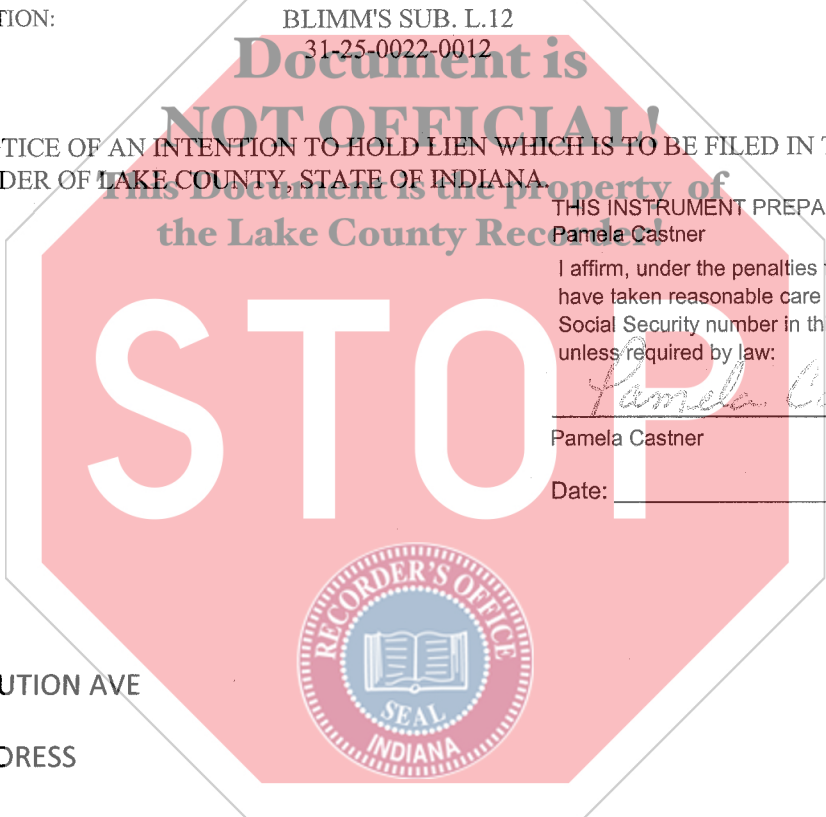 TION:
BLIMM'S SUB. L.12
31-25-0022-0012
Document is
NOT OFFICIAL!
TICE OF AN INTENTION TO HOLD LIEN WHICH IS TO BE FILED IN T
DER OF LAKE COUNTY, STATE OF INDIANA.
This Document is the property of
the Lake County Recorder!
THIS INSTRUMENT PREPA
Pamela Castner
I affirm, under the penalties
have taken reasonable care
Social Security number in th
unless required by law:
Pamela C
Pamela Castner
Date:
STOP
RECORDER'S OFFICE
SEAL
INDIANA
UTION AVE
DRESS